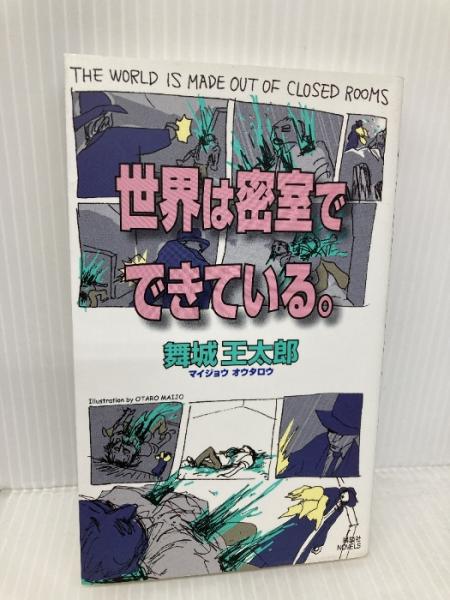 THE WORLD IS MADE OUT OF CLOSED ROOMS
世界は密室で
できている。
舞城王太郎
マイジョウ オウタロウ
Illustration by OTARO MAIJO
講談社
NOVELS